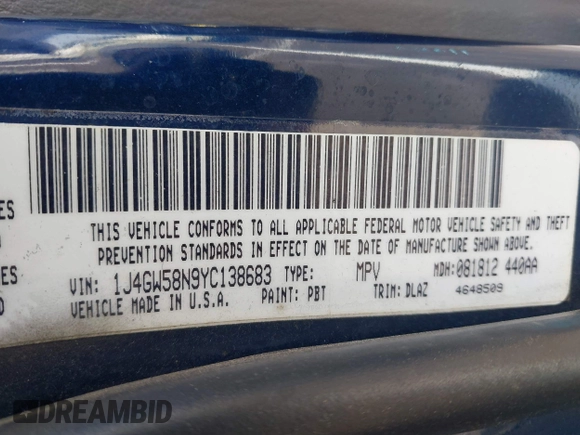 ES
THIS VEHICLE CONFORMS TO ALL APPLICABLE FEDERAL MOTOR VEHICLE SAFETY AND THEFT
PREVENTION STANDARDS IN EFFECT ON THE DATE OF MANUFACTURE SHOWN ABOVE.
ES
VIN: 1J4GW58N9YC138683 TYPE: MPV MDH:081812 440AA
VEHICLE MADE IN U.S.A. PAINT: PBT TRIM: DLAZ 4648509
DREAMBID